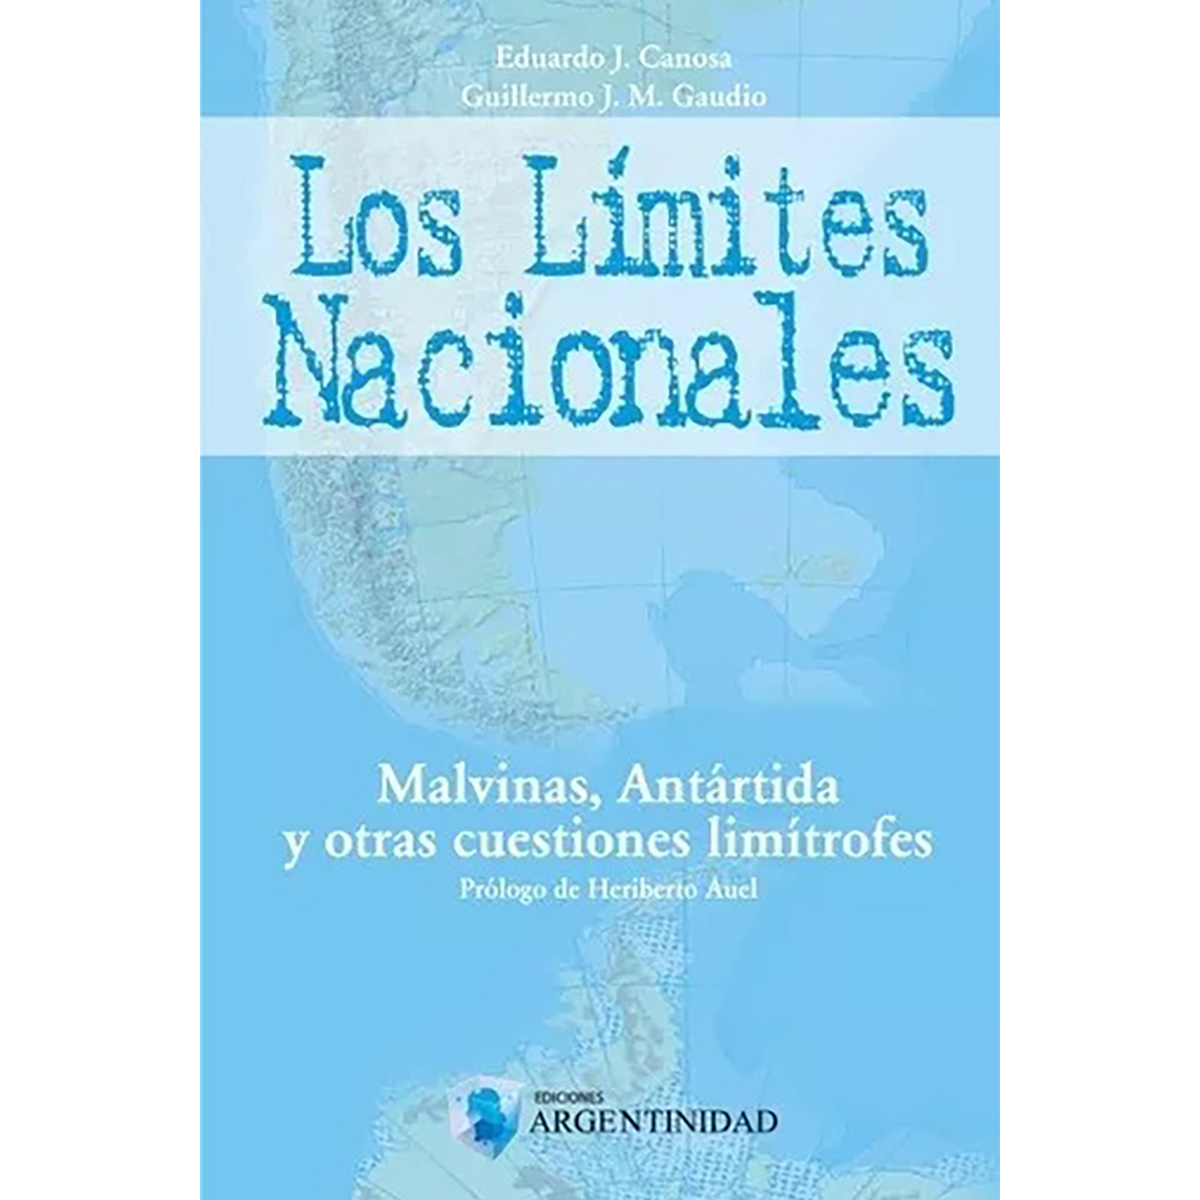 Eduardo J. Canosa
Guillermo J. M. Gaudio
Los Límites
Nacionales
Malvinas, Antártida
y otras cuestiones limítrofes
Prólogo de Heriberto Auel
EDICIONES
ARGENTINIDAD